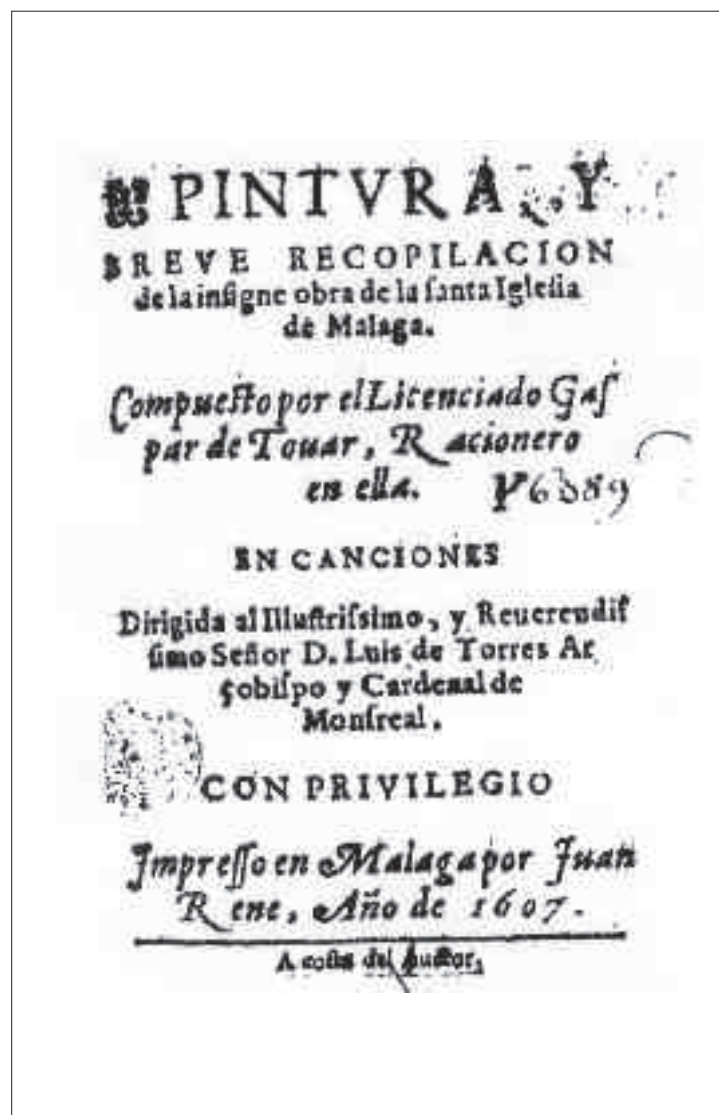 PINTVRA, Y
BREVE RECOPILACION
de la insigne obra de la santa Iglesia
de Malaga.
Compuesto por el Licenciado Gas
par de Touar, Racionero
en ella.
EN CANCIONES
Dirigida al Illustrissimo, y Reuerendis
simo Señor D. Luis de Torres Ar
çobispo y Cardenal de
Monsreal.
CON PRIVILEGIO
Impresso en Malaga por Juan
Rene, Año de 1607.
A costa del Auctor,